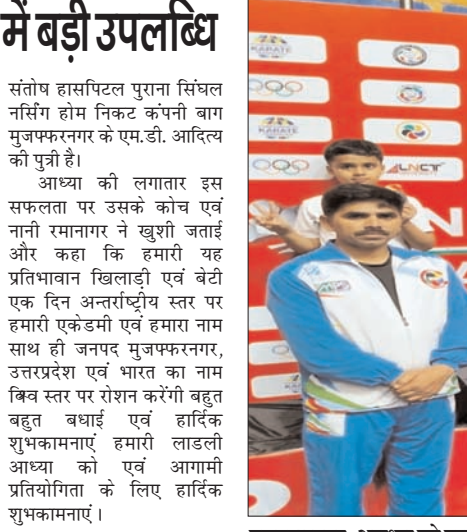 में बड़ी उपलब्धि
संतोष हासपिटल पुराना सिंघल
नर्सिंग होम निकट कंपनी बाग
मुजफ्फरनगर के एम.डी. आदित्य
की पुत्री है।
आध्या की लगातार इस
सफलता पर उसके कोच एवं
नानी रमानागर ने खुशी जताई
और कहा कि हमारी यह
प्रतिभावान खिलाड़ी एवं बेटी
एक दिन अन्तर्राष्ट्रीय स्तर पर
हमारी एकेडमी एवं हमारा नाम
साथ ही जनपद मुजफ्फरनगर,
उत्तरप्रदेश एवं भारत का नाम
विश्व स्तर पर रोशन करेंगी बहुत
बहुत बधाई एवं हार्दिक
शुभकामनाएं हमारी लाडली
आध्या को एवं आगामी
प्रतियोगिता के लिए हार्दिक
शुभकामनाएं।
KARATE
KARATE
LNCT
N